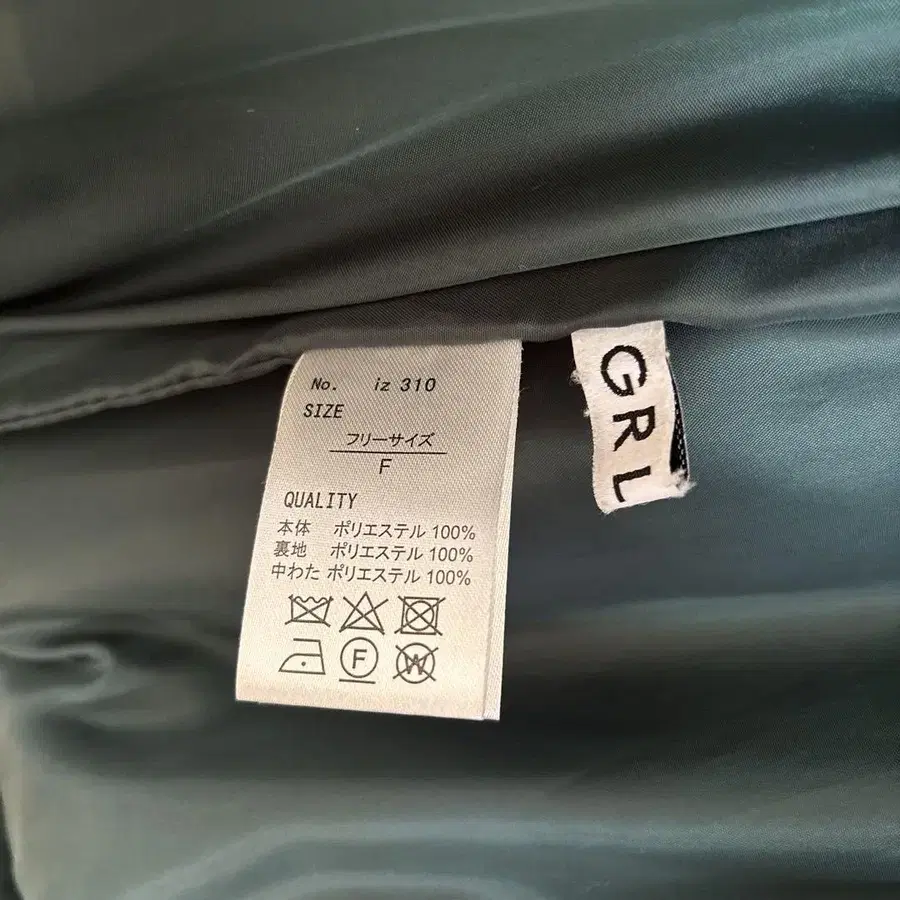 No. iz 310
SIZE
フリーサイズ
F
QUALITY
本体 ポリエステル 100%
裏地 ポリエステル 100%
中わた ポリエステル 100%
F
W
GRL